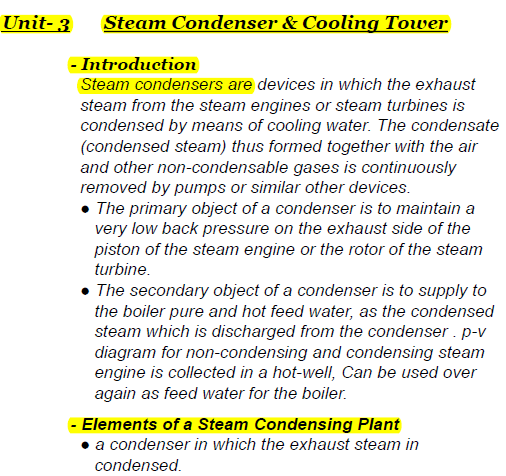 Unit- 3 Steam Condenser & Cooling Tower
- Introduction
Steam condensers are devices in which the exhaust
steam from the steam engines or steam turbines is
condensed by means of cooling water. The condensate
(condensed steam) thus formed together with the air
and other non-condensable gases is continuously
removed by pumps or similar other devices.
● The primary object of a condenser is to maintain a
very low back pressure on the exhaust side of the
piston of the steam engine or the rotor of the steam
turbine.
● The secondary object of a condenser is to supply to
the boiler pure and hot feed water, as the condensed
steam which is discharged from the condenser . p-v
diagram for non-condensing and condensing steam
engine is collected in a hot-well, Can be used over
again as feed water for the boiler.
- Elements of a Steam Condensing Plant
● a condenser in which the exhaust steam in
condensed.